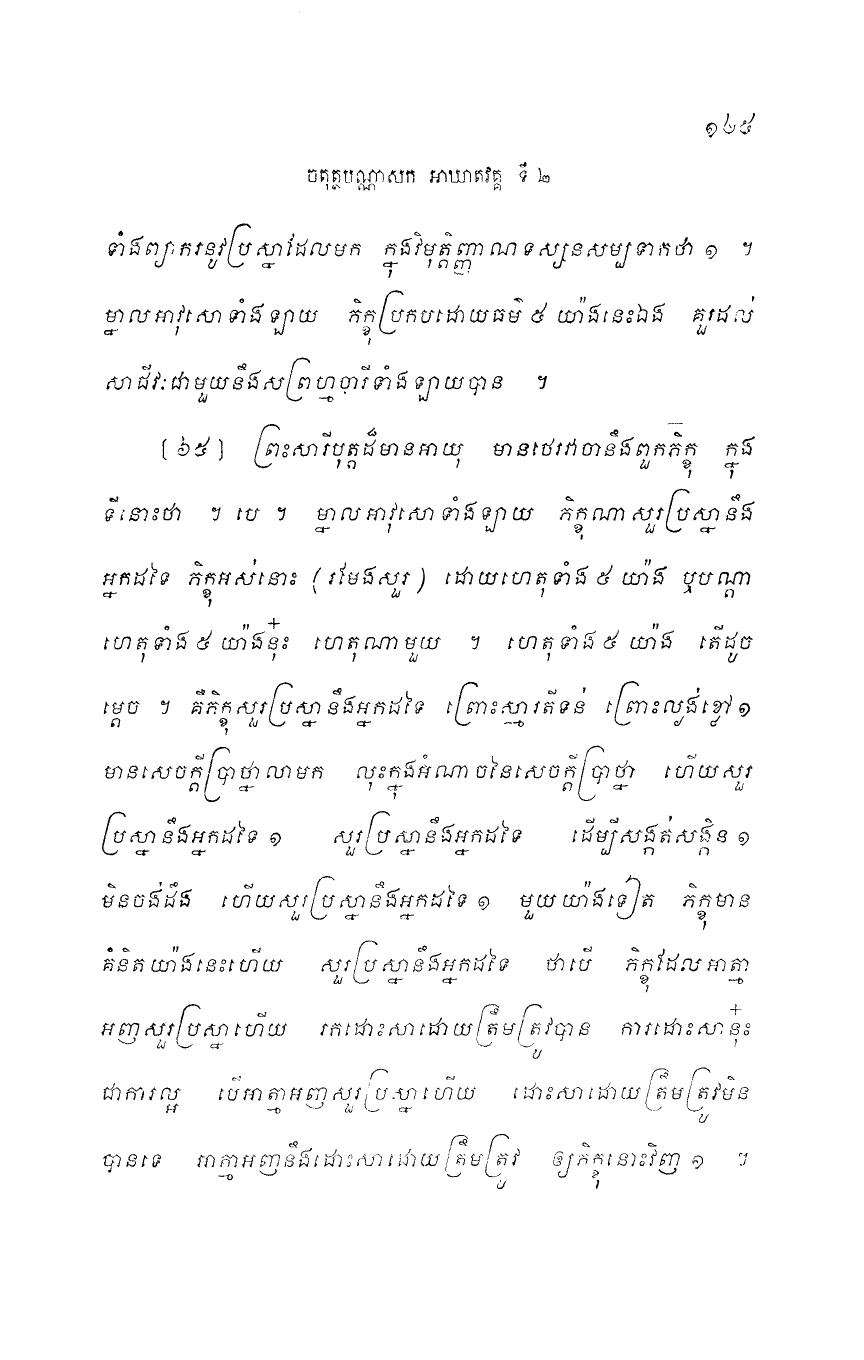 ១៦៥
ចតុត្ថបណ្ណាសក អាឃាតវគ្គ ទី ២
ទាំងព្យាករនូវប្រស្នាដែលមក ក្នុងវិមុត្តិញ្ញាណទស្សនសម្បទាកថា ១ ។
ម្នាលអាវុសោទាំងឡាយ ភិក្ខុប្រកបដោយធម៌ ៥ យ៉ាងនេះឯង គួរដល់
សាជីវៈជាមួយនឹងសព្រហ្មចារីទាំងឡាយបាន ។
(៦៥) ព្រះសារីបុត្តដ៏មានអាយុ មានថេរវាចានឹងពួកភិក្ខុ ក្នុង
ទីនោះថា ។ បេ ។ ម្នាលអាវុសោទាំងឡាយ ភិក្ខុណាសួរប្រស្នានឹង
អ្នកដទៃ ភិក្ខុអស់នោះ (រមែងសួរ) ដោយហេតុទាំង ៥ យ៉ាង ឬបណ្តា
ហេតុទាំង ៥ យ៉ាងនុ៎ះ ហេតុណាមួយ ។ ហេតុទាំង ៥ យ៉ាង តើដូច
ម្តេច ។ គឺភិក្ខុសួរប្រស្នានឹងអ្នកដទៃ ព្រោះស្មារតីទន់ ព្រោះល្ងង់ខ្លៅ ១
មានសេចក្តីប្រាថ្នាលាមក លុះក្នុងអំណាចនៃសេចក្តីប្រាថ្នា ហើយសួរ
ប្រស្នានឹងអ្នកដទៃ ១ សួរប្រស្នានឹងអ្នកដទៃ ដើម្បីសង្កត់សង្កិន ១
មិនចង់ដឹង ហើយសួរប្រស្នានឹងអ្នកដទៃ ១ មួយយ៉ាងទៀត ភិក្ខុមាន
គំនិតយ៉ាងនេះហើយ សួរប្រស្នានឹងអ្នកដទៃ ថាបើ ភិក្ខុដែលអាត្មា
អញសួរប្រស្នាហើយ រកដោះសាដោយត្រឹមត្រូវបាន ការដោះសានុ៎ះ
ជាការល្អ បើអាត្មាអញសួរប្រស្នាហើយ ដោះសាដោយត្រឹមត្រូវមិន
បានទេ អាត្មាអញនឹងដោះសាដោយត្រឹមត្រូវ ឲ្យភិក្ខុនោះវិញ ១ ។